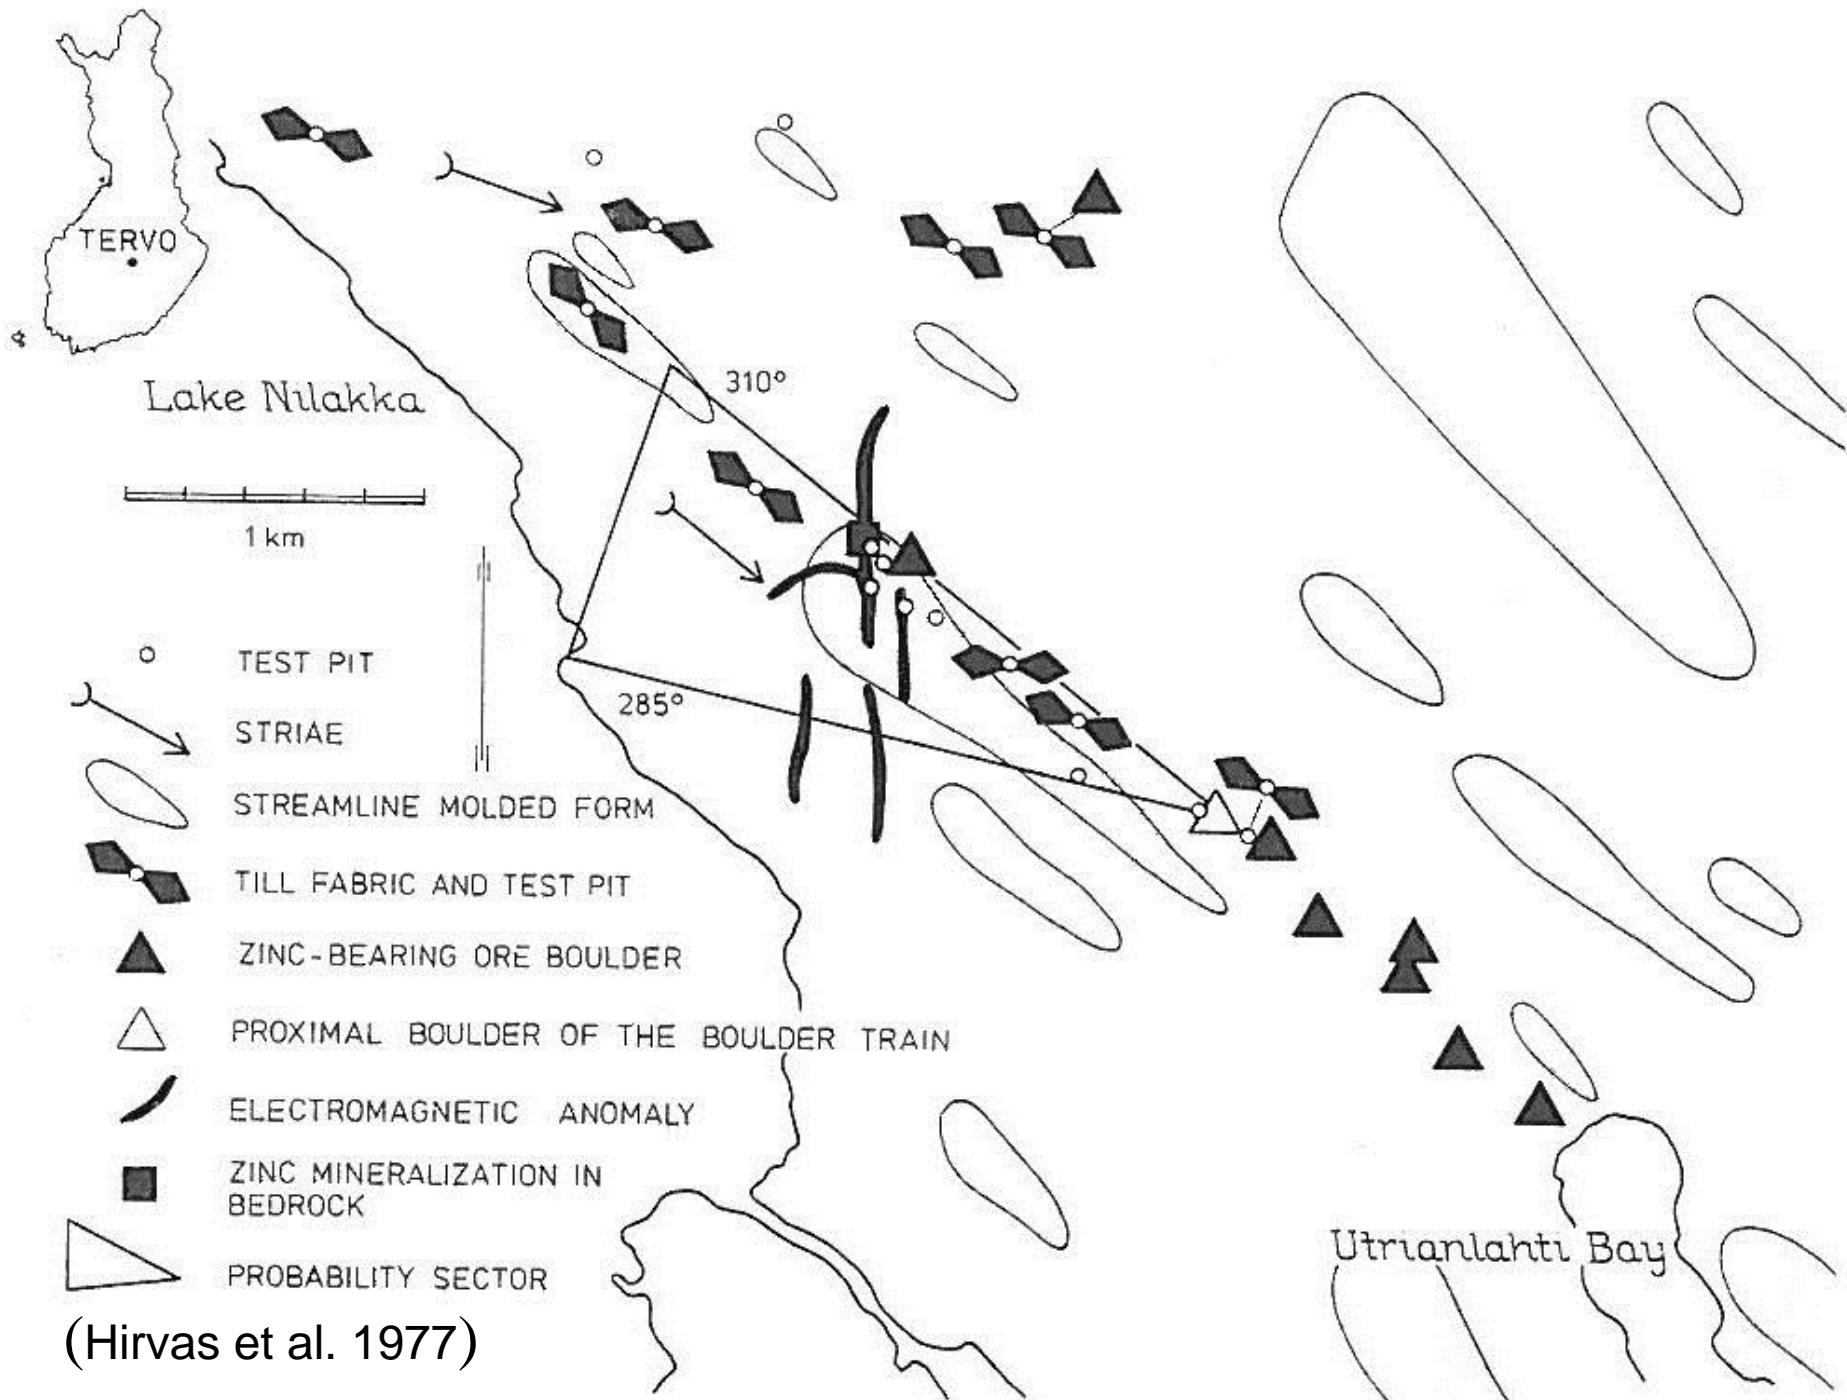 TERVO
Lake Nilakka
310°
1 km
285°
TEST PIT
STRIAE
STREAMLINE MOLDED FORM
TILL FABRIC AND TEST PIT
ZINC-BEARING ORE BOULDER
PROXIMAL BOULDER OF THE BOULDER TRAIN
ELECTROMAGNETIC ANOMALY
ZINC MINERALIZATION IN
BEDROCK
PROBABILITY SECTOR
Utrianlahti Bay
(Hirvas et al. 1977)